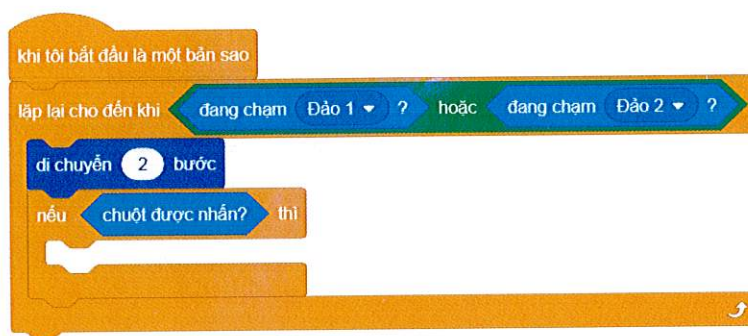 khi tôi bắt đầu là một bản sao
lặp lại cho đến khi đang chạm Đảo 1 ? hoặc đang chạm Đảo 2 ?
di chuyển 2 bước
nếu chuột được nhấn? thì